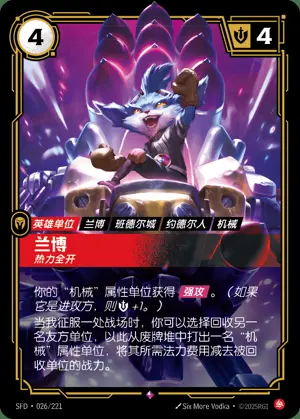 4
4
英雄单位 兰博 班德尔城 约德尔人 机械
兰博
热力全开
你的“机械”属性单位获得 强攻 。（如果
它是进攻方，则 +1。）
当我征服一处战场时，你可以选择回收另
一名友方单位，以此从废牌堆中打出一名“机
械”属性单位，将其所需法力费用减去被回
收单位的战力。
SFD • 026/221
Six More Vodka • ©2025RGI